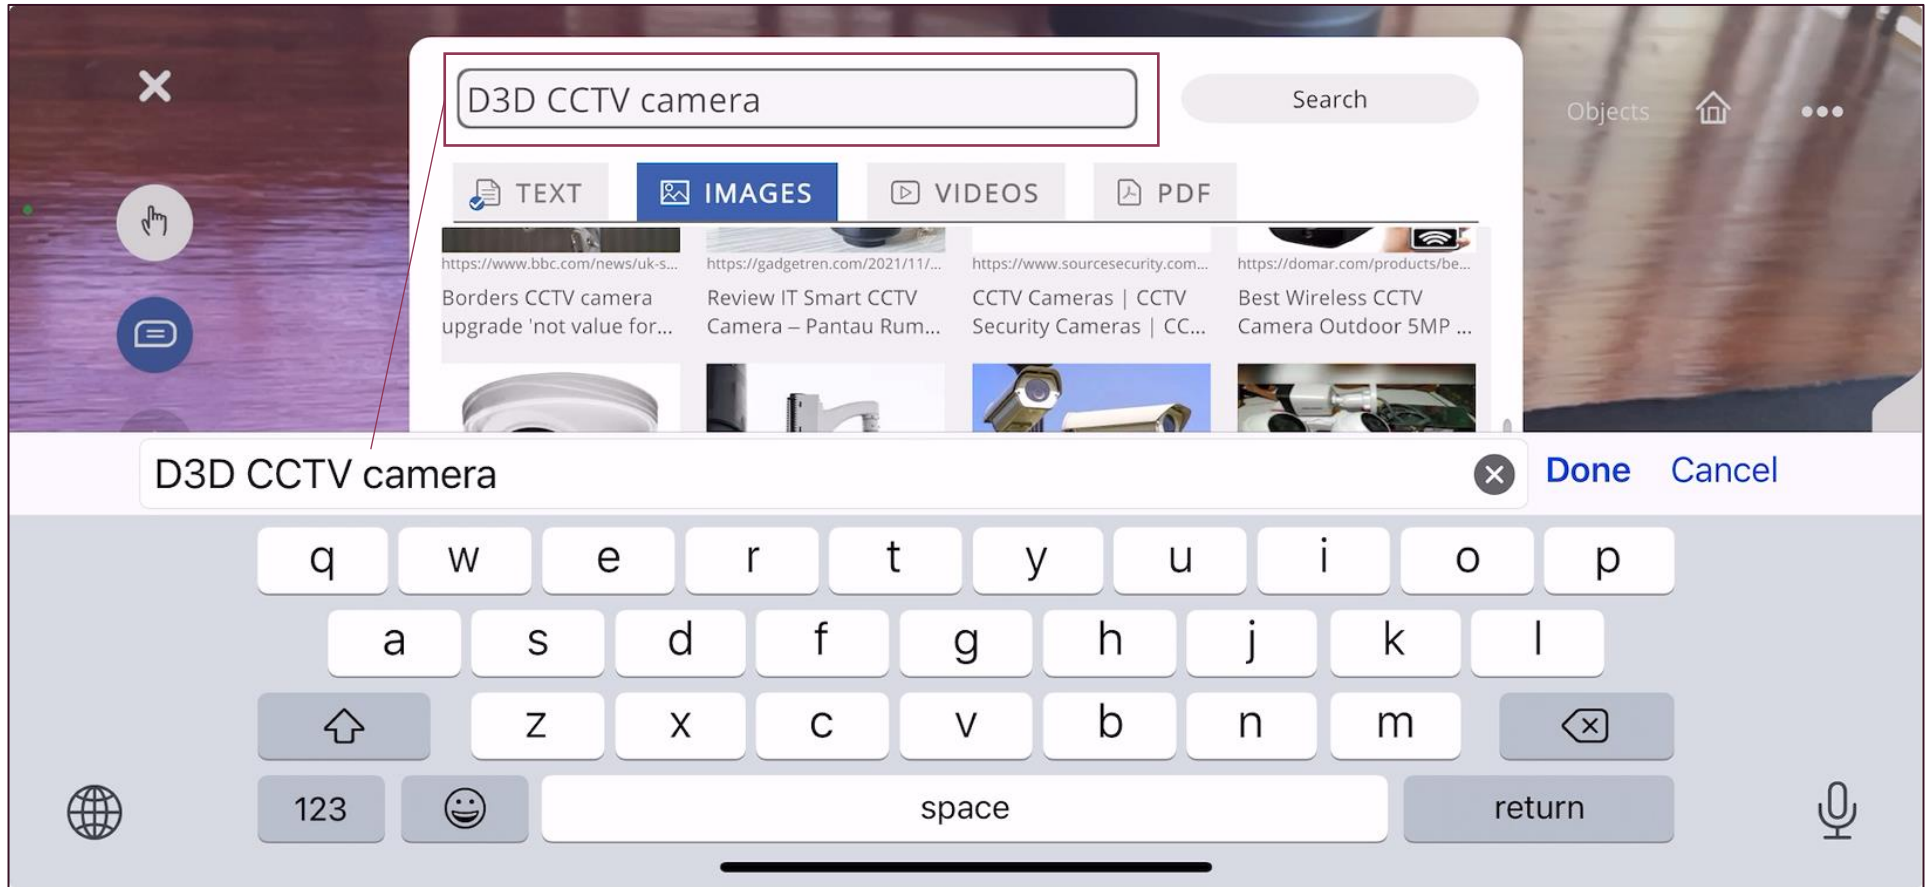 D3D CCTV camera
Search
Objects
TEXT
IMAGES
VIDEOS
PDF
https://www.bbc.com/news/uk-s...
https://gadgetren.com/2021/11/...
https://www.sourcesecurity.com...
https://domar.com/products/be...
Borders CCTV camera
upgrade 'not value for...
Review IT Smart CCTV
Camera – Pantau Rum...
CCTV Cameras | CCTV
Security Cameras | CC...
Best Wireless CCTV
Camera Outdoor 5MP ...
D3D CCTV camera
Done
Cancel
q w e r t y u i o p
a s d f g h j k l
z x c v b n m
123
space
return